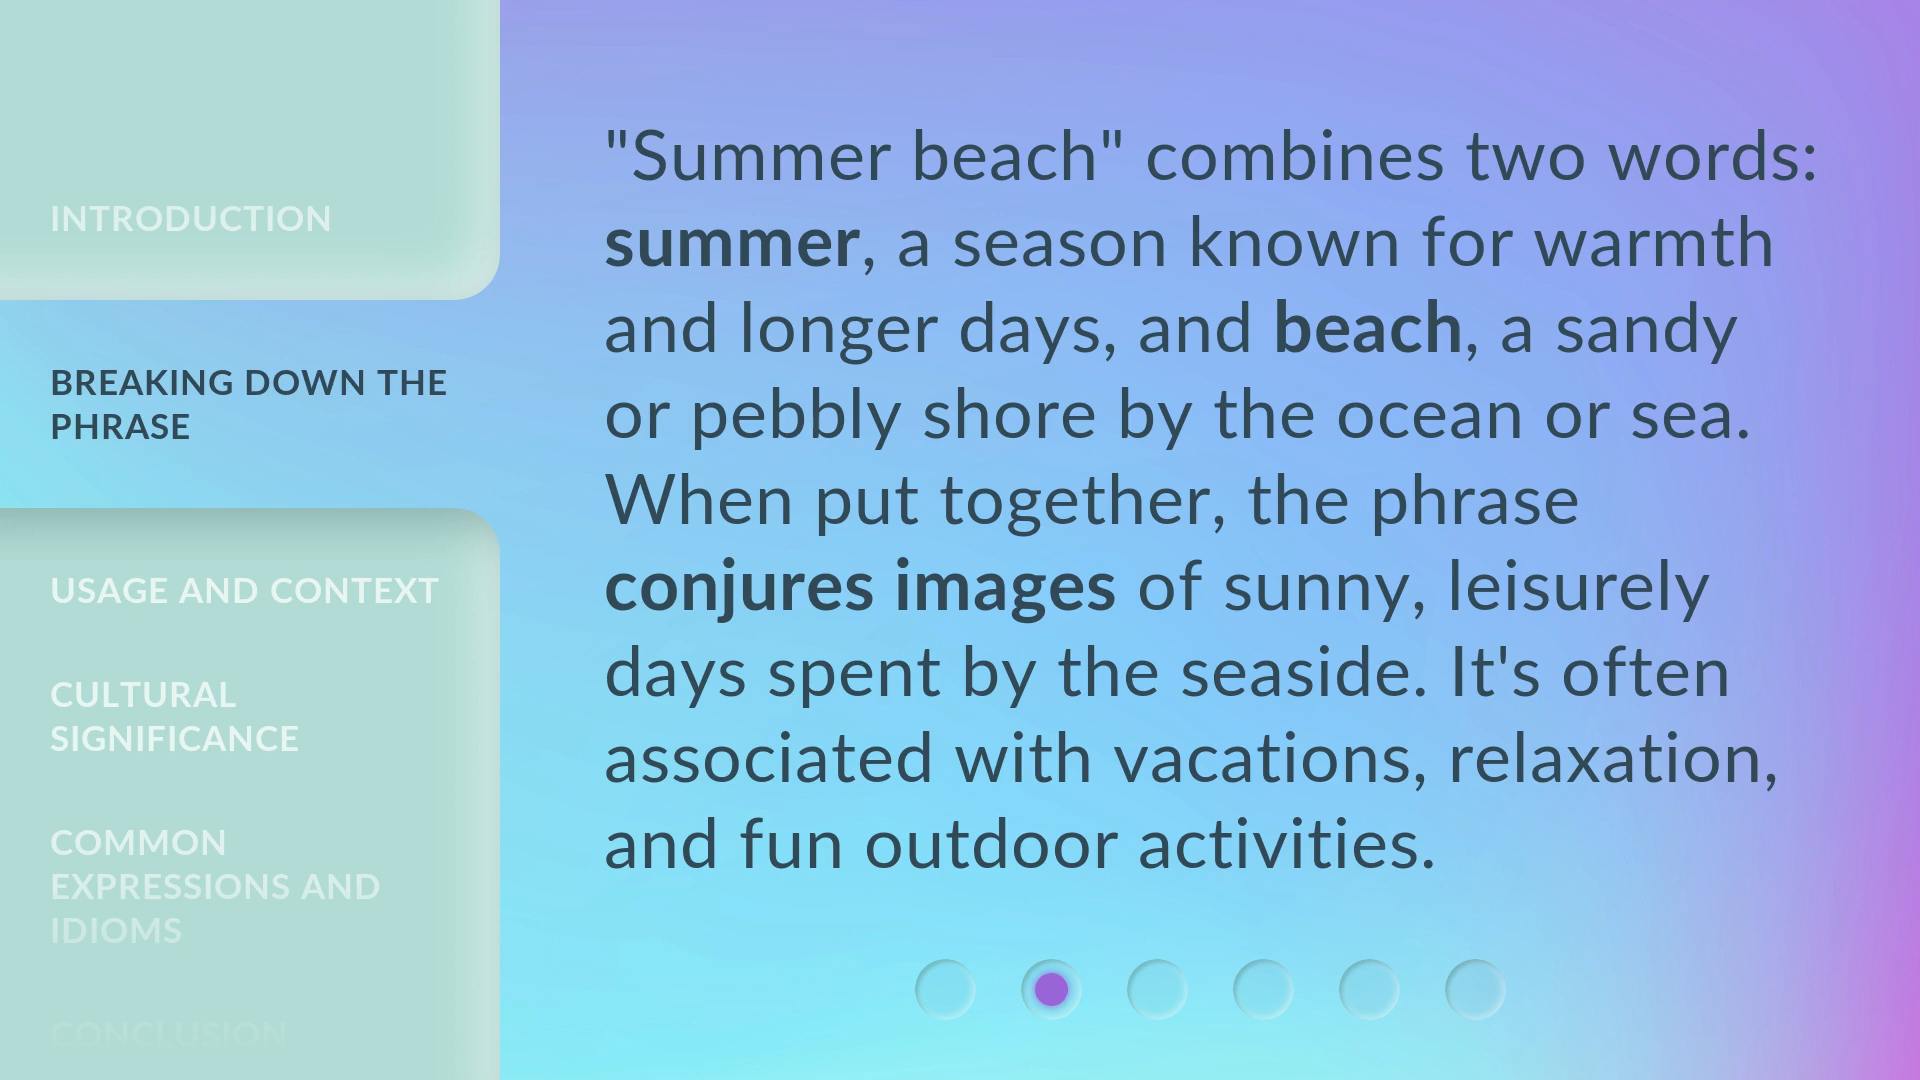 INTRODUCTION
BREAKING DOWN THE
PHRASE
USAGE AND CONTEXT
CULTURAL
SIGNIFICANCE
COMMON
EXPRESSIONS AND
IDIOMS
CONCLUSION
"Summer beach" combines two words:
summer, a season known for warmth
and longer days, and beach, a sandy
or pebbly shore by the ocean or sea.
When put together, the phrase
conjures images of sunny, leisurely
days spent by the seaside. It's often
associated with vacations, relaxation,
and fun outdoor activities.